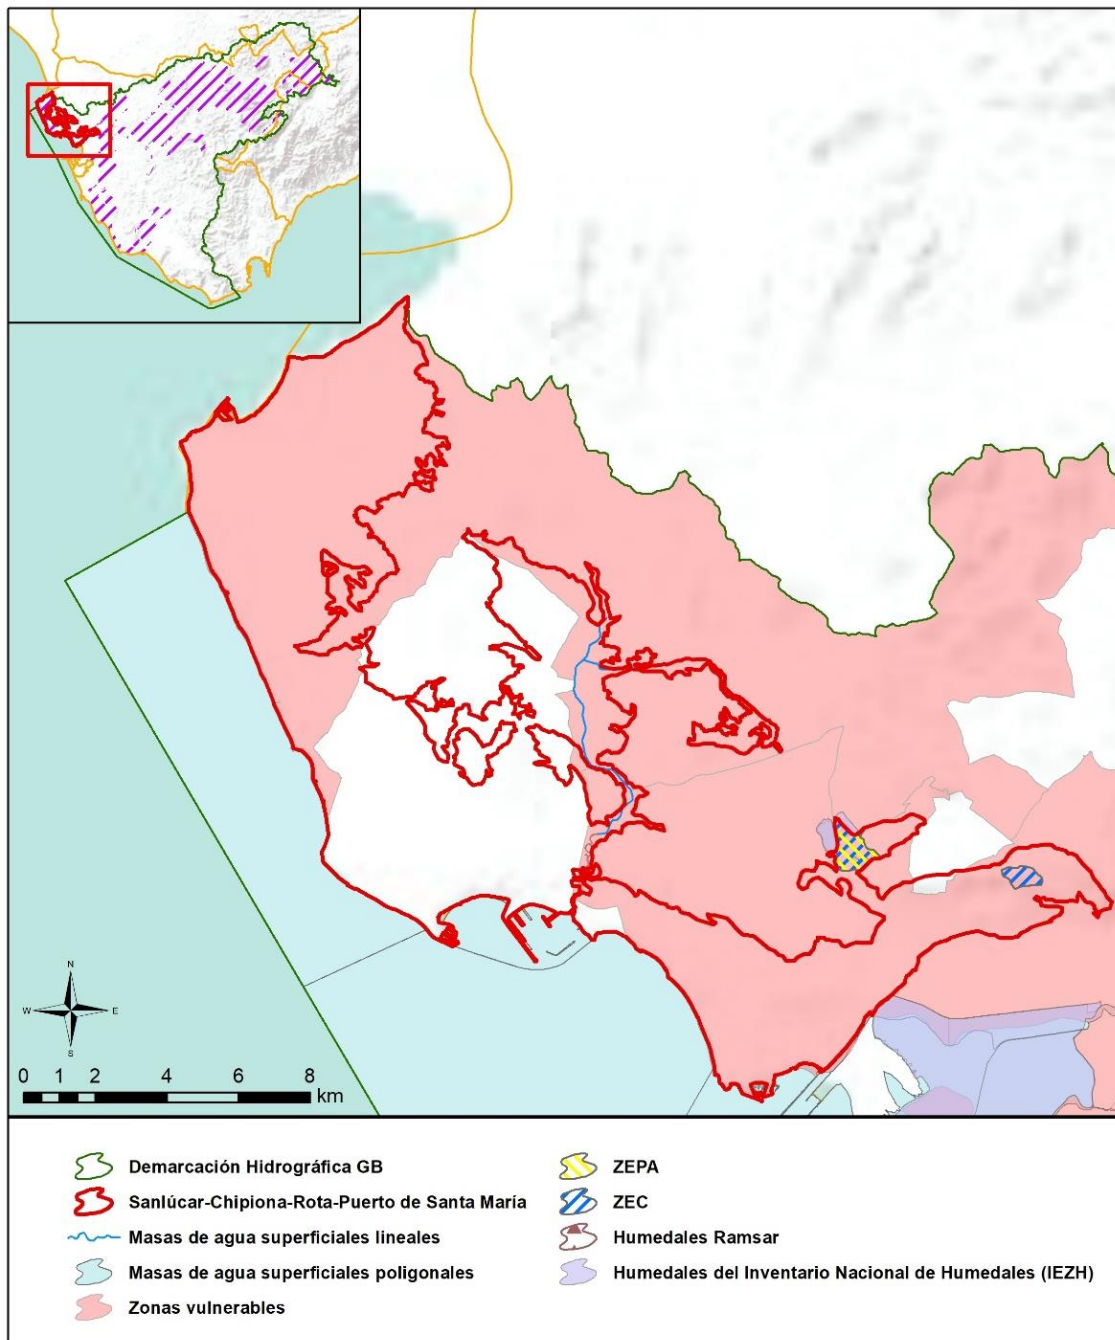 N
W E
S
0 1 2 4 6 8
km
Demarcación Hidrográfica GB
Sanlúcar-Chipiona-Rota-Puerto de Santa María
Masas de agua superficiales lineales
Masas de agua superficiales poligonales
Zonas vulnerables
ZEPA
ZEC
Humedales Ramsar
Humedales del Inventario Nacional de Humedales (IEZH)